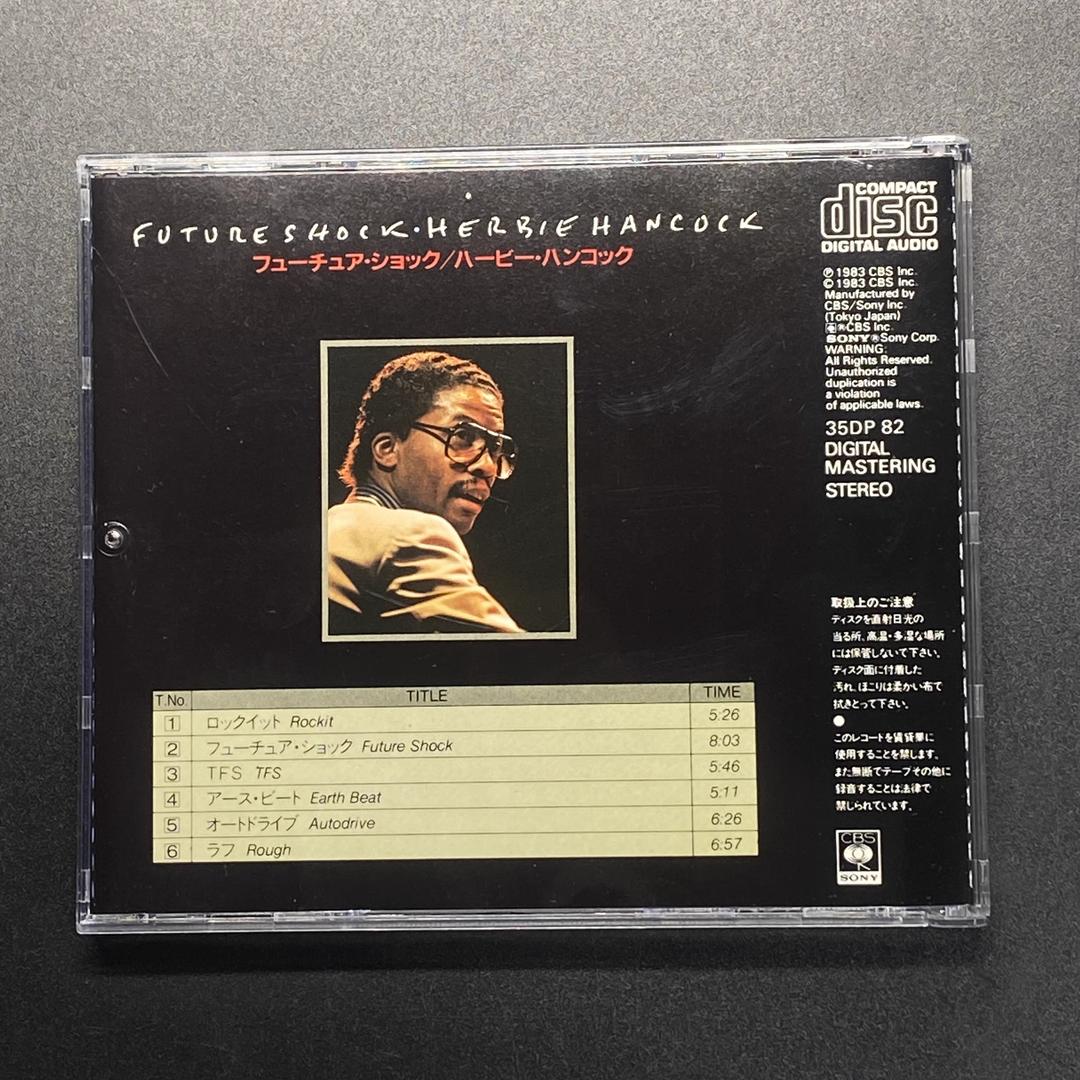 FUTURE SHOCK·HERBIE HANCOCK
フューチュア・ショック/ハービー・ハンコック
COMPACT
disc
DIGITAL AUDIO
Ⓟ 1983 CBS Inc.
© 1983 CBS Inc.
Manufactured by
CBS/Sony Inc.
(Tokyo Japan)
®CBS Inc.
SONY®Sony Corp.
WARNING:
All Rights Reserved.
Unauthorized
duplication is
a violation
of applicable laws.
35DP 82
DIGITAL
MASTERING
STEREO
取扱上のご注意
ディスクを直射日光の
当る所、高温・多湿な場所
には保管しないで下さい。
ディスク面に付着した
汚れ、ほこりは柔かい布で
拭きとって下さい。
●
このレコードを賃貸業に
使用することを禁します。
また無断でテープその他に
録音することは法律で
禁じられています。
CBS
SONY
T.No. TITLE TIME
1 ロックイット Rockit 5:26
2 フューチュア・ショック Future Shock 8:03
3 TFS TFS 5:46
4 アース・ビート Earth Beat 5:11
5 オートドライブ Autodrive 6:26
6 ラフ Rough 6:57